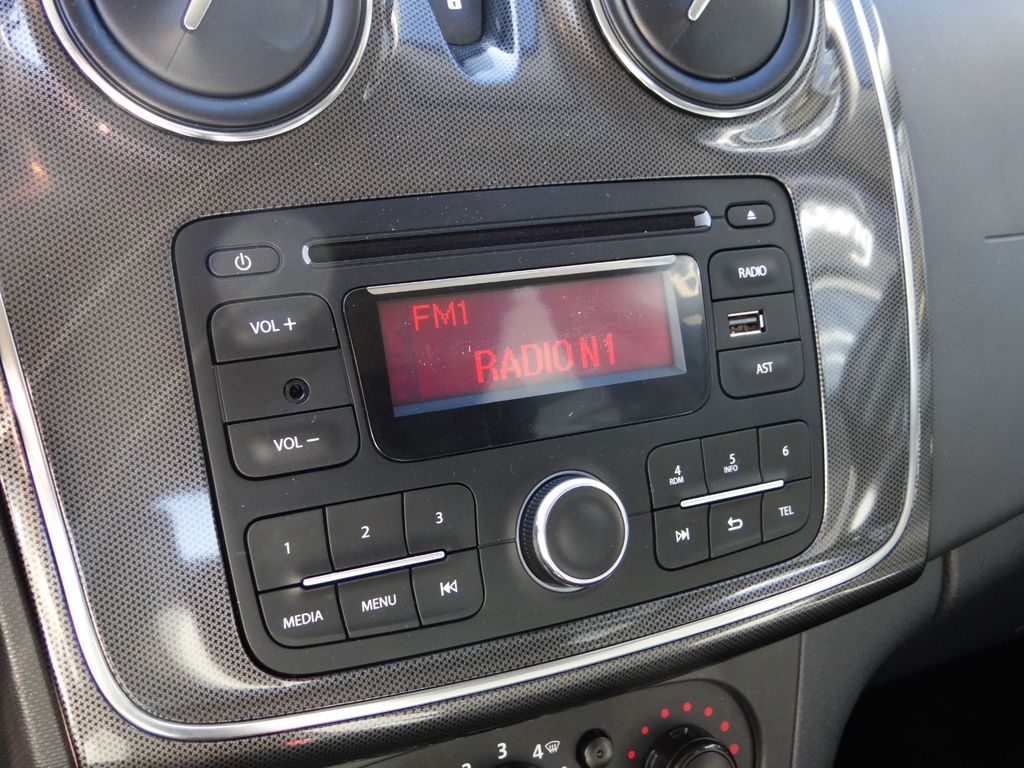 RADIO
VOL +
FM1
RADIO N1
AST
VOL −
1
2
3
4
RDM
5
INFO
6
MEDIA
MENU
TEL
3
4